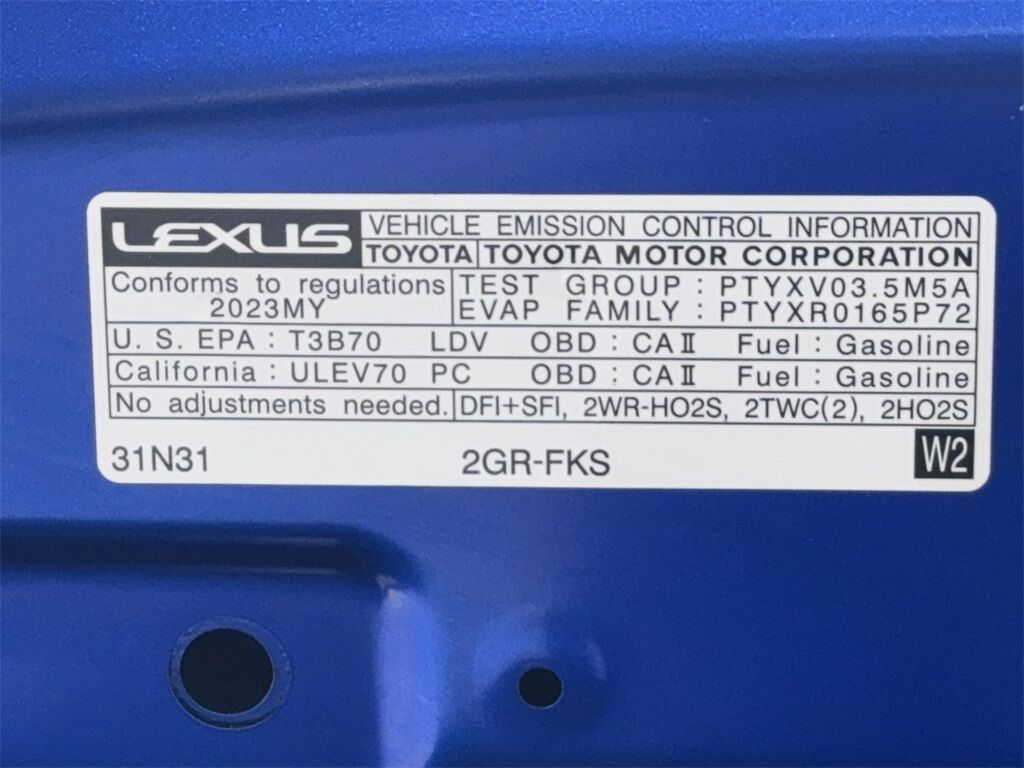 LEXUS VEHICLE EMISSION CONTROL INFORMATION
TOYOTA TOYOTA MOTOR CORPORATION
Conforms to regulations TEST GROUP : PTYXV03.5M5A
2023MY EVAP FAMILY : PTYXR0165P72
U. S. EPA : T3B70 LDV OBD : CAⅡ Fuel : Gasoline
California : ULEV70 PC OBD : CAⅡ Fuel : Gasoline
No adjustments needed. DFI+SFI, 2WR-HO2S, 2TWC(2), 2HO2S
31N31 2GR-FKS W2